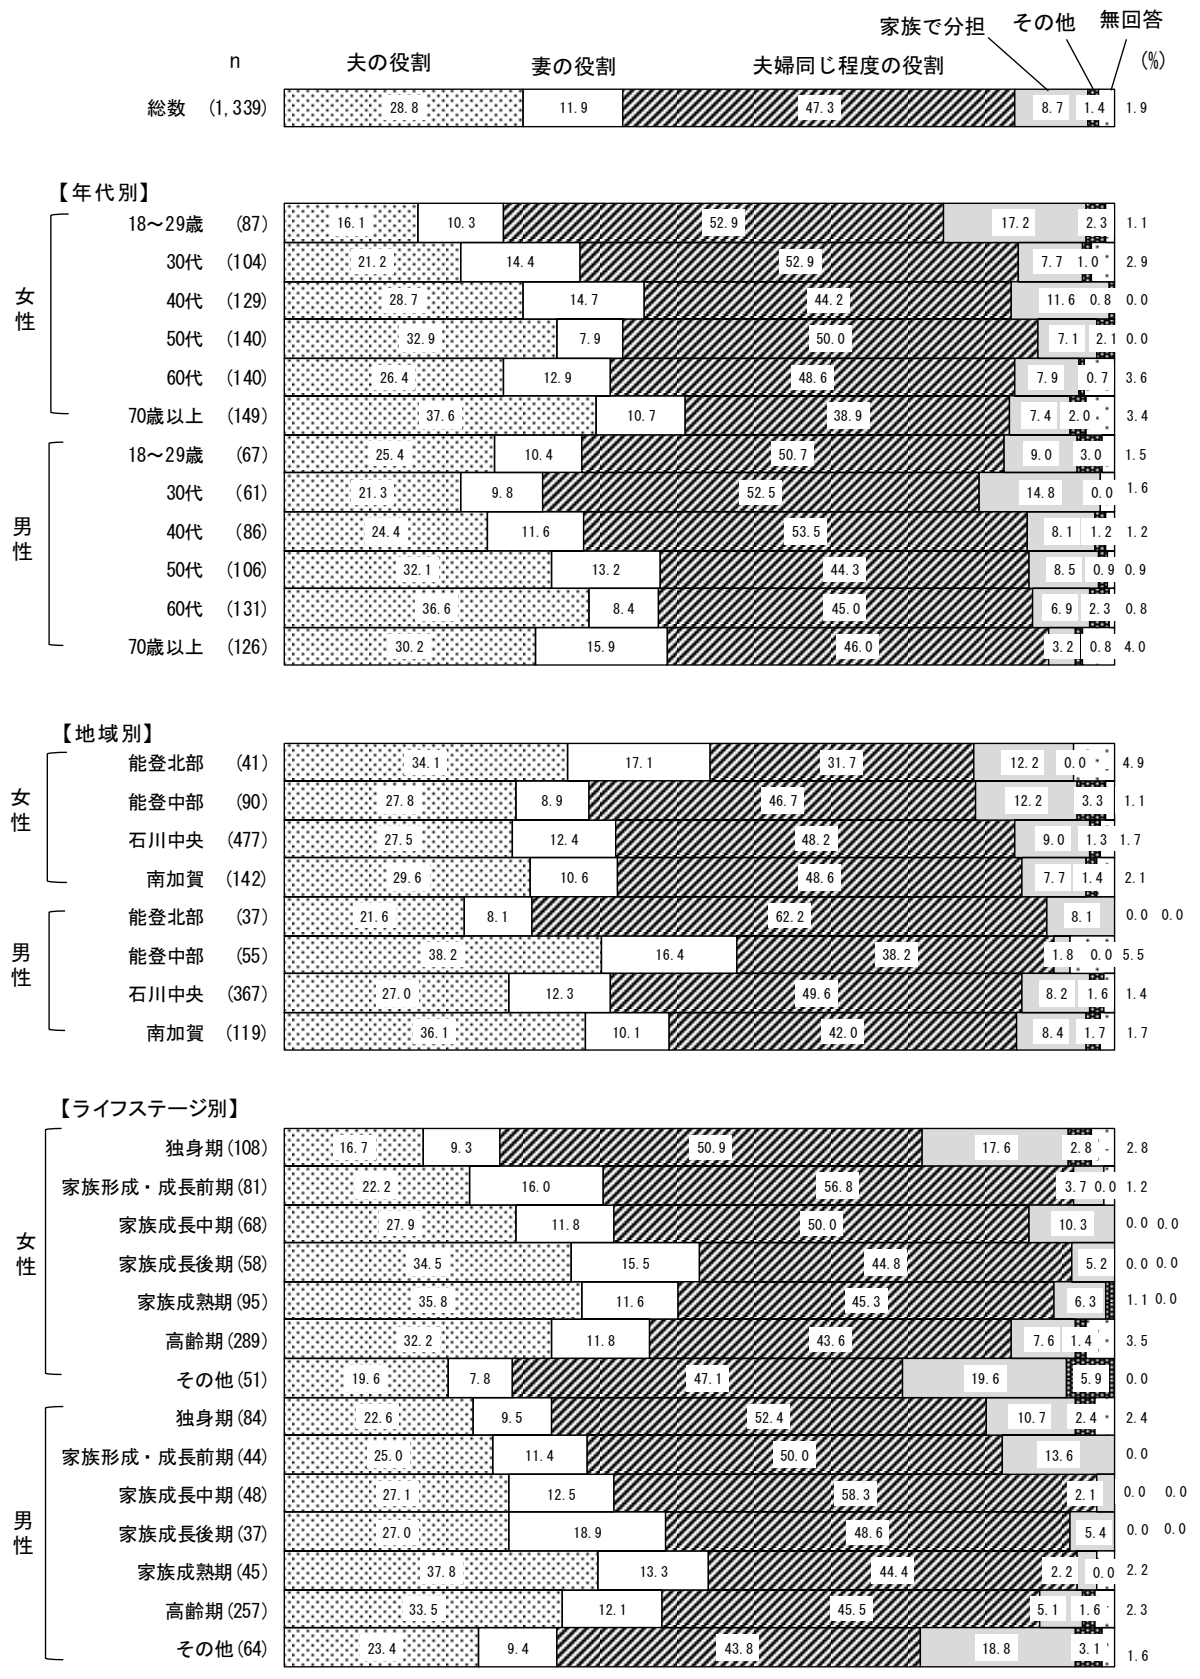 家族で分担 その他 無回答
n 夫の役割 妻の役割 夫婦同じ程度の役割 (%)
総数 (1,339) 28.8 11.9 47.3 8.7 1.4 1.9
【年代別】
女性
18～29歳 (87) 16.1 10.3 52.9 17.2 2.3 1.1
30代 (104) 21.2 14.4 52.9 7.7 1.0 2.9
40代 (129) 28.7 14.7 44.2 11.6 0.8 0.0
50代 (140) 32.9 7.9 50.0 7.1 2.1 0.0
60代 (140) 26.4 12.9 48.6 7.9 0.7 3.6
70歳以上 (149) 37.6 10.7 38.9 7.4 2.0 3.4
男性
18～29歳 (67) 25.4 10.4 50.7 9.0 3.0 1.5
30代 (61) 21.3 9.8 52.5 14.8 0.0 1.6
40代 (86) 24.4 11.6 53.5 8.1 1.2 1.2
50代 (106) 32.1 13.2 44.3 8.5 0.9 0.9
60代 (131) 36.6 8.4 45.0 6.9 2.3 0.8
70歳以上 (126) 30.2 15.9 46.0 3.2 0.8 4.0
【地域別】
女性
能登北部 (41) 34.1 17.1 31.7 12.2 0.0 4.9
能登中部 (90) 27.8 8.9 46.7 12.2 3.3 1.1
石川中央 (477) 27.5 12.4 48.2 9.0 1.3 1.7
南加賀 (142) 29.6 10.6 48.6 7.7 1.4 2.1
男性
能登北部 (37) 21.6 8.1 62.2 8.1 0.0 0.0
能登中部 (55) 38.2 16.4 38.2 1.8 0.0 5.5
石川中央 (367) 27.0 12.3 49.6 8.2 1.6 1.4
南加賀 (119) 36.1 10.1 42.0 8.4 1.7 1.7
【ライフステージ別】
女性
独身期(108) 16.7 9.3 50.9 17.6 2.8 2.8
家族形成・成長前期(81) 22.2 16.0 56.8 3.7 0.0 1.2
家族成長中期(68) 27.9 11.8 50.0 10.3 0.0 0.0
家族成長後期(58) 34.5 15.5 44.8 5.2 0.0 0.0
家族成熟期(95) 35.8 11.6 45.3 6.3 1.1 0.0
高齢期(289) 32.2 11.8 43.6 7.6 1.4 3.5
その他(51) 19.6 7.8 47.1 19.6 5.9 0.0
男性
独身期(84) 22.6 9.5 52.4 10.7 2.4 2.4
家族形成・成長前期(44) 25.0 11.4 50.0 13.6 0.0
家族成長中期(48) 27.1 12.5 58.3 2.1 0.0 0.0
家族成長後期(37) 27.0 18.9 48.6 5.4 0.0 0.0
家族成熟期(45) 37.8 13.3 44.4 2.2 0.0 2.2
高齢期(257) 33.5 12.1 45.5 5.1 1.6 2.3
その他(64) 23.4 9.4 43.8 18.8 3.1 1.6